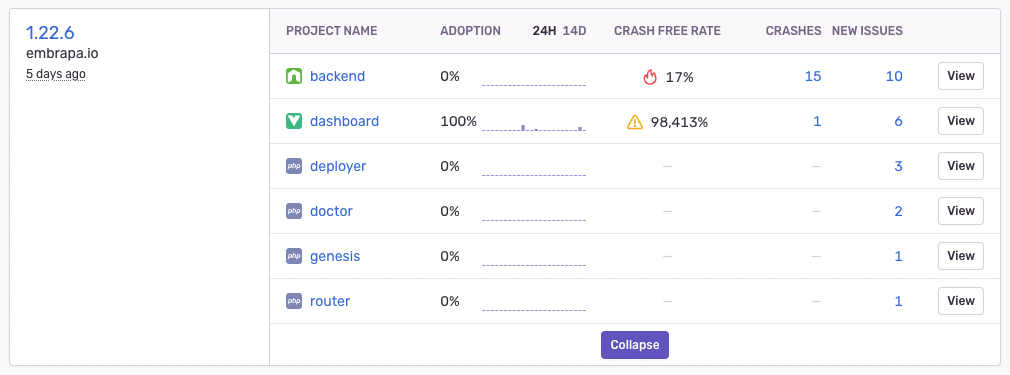 1.22.6
embrapa.io
5 days ago
PROJECT NAME ADOPTION 24H 14D CRASH FREE RATE CRASHES NEW ISSUES
backend 0% 17% 15 10 View
dashboard 100% 98,413% 1 6 View
php deployer 0% — — 3 View
php doctor 0% — — 2 View
php genesis 0% — — 1 View
php router 0% — — 1 View
Collapse